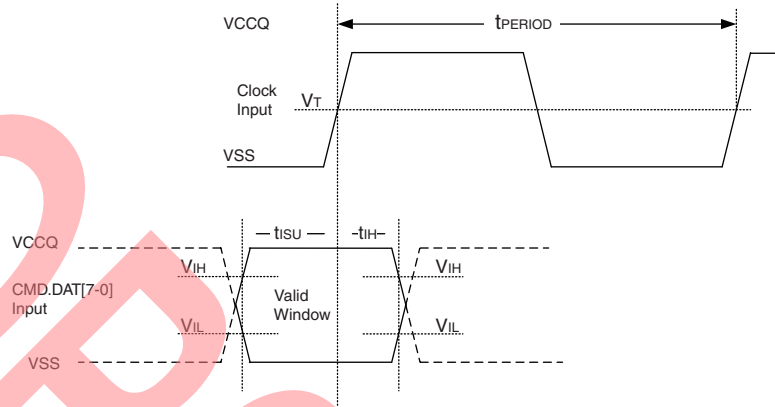 VCCQ
tPERIOD
Clock
Input
VT
VSS
tISU
tIH
VCCQ
VIH
VIH
CMD.DAT[7-0]
Input
Valid
Window
VIL
VIL
VSS